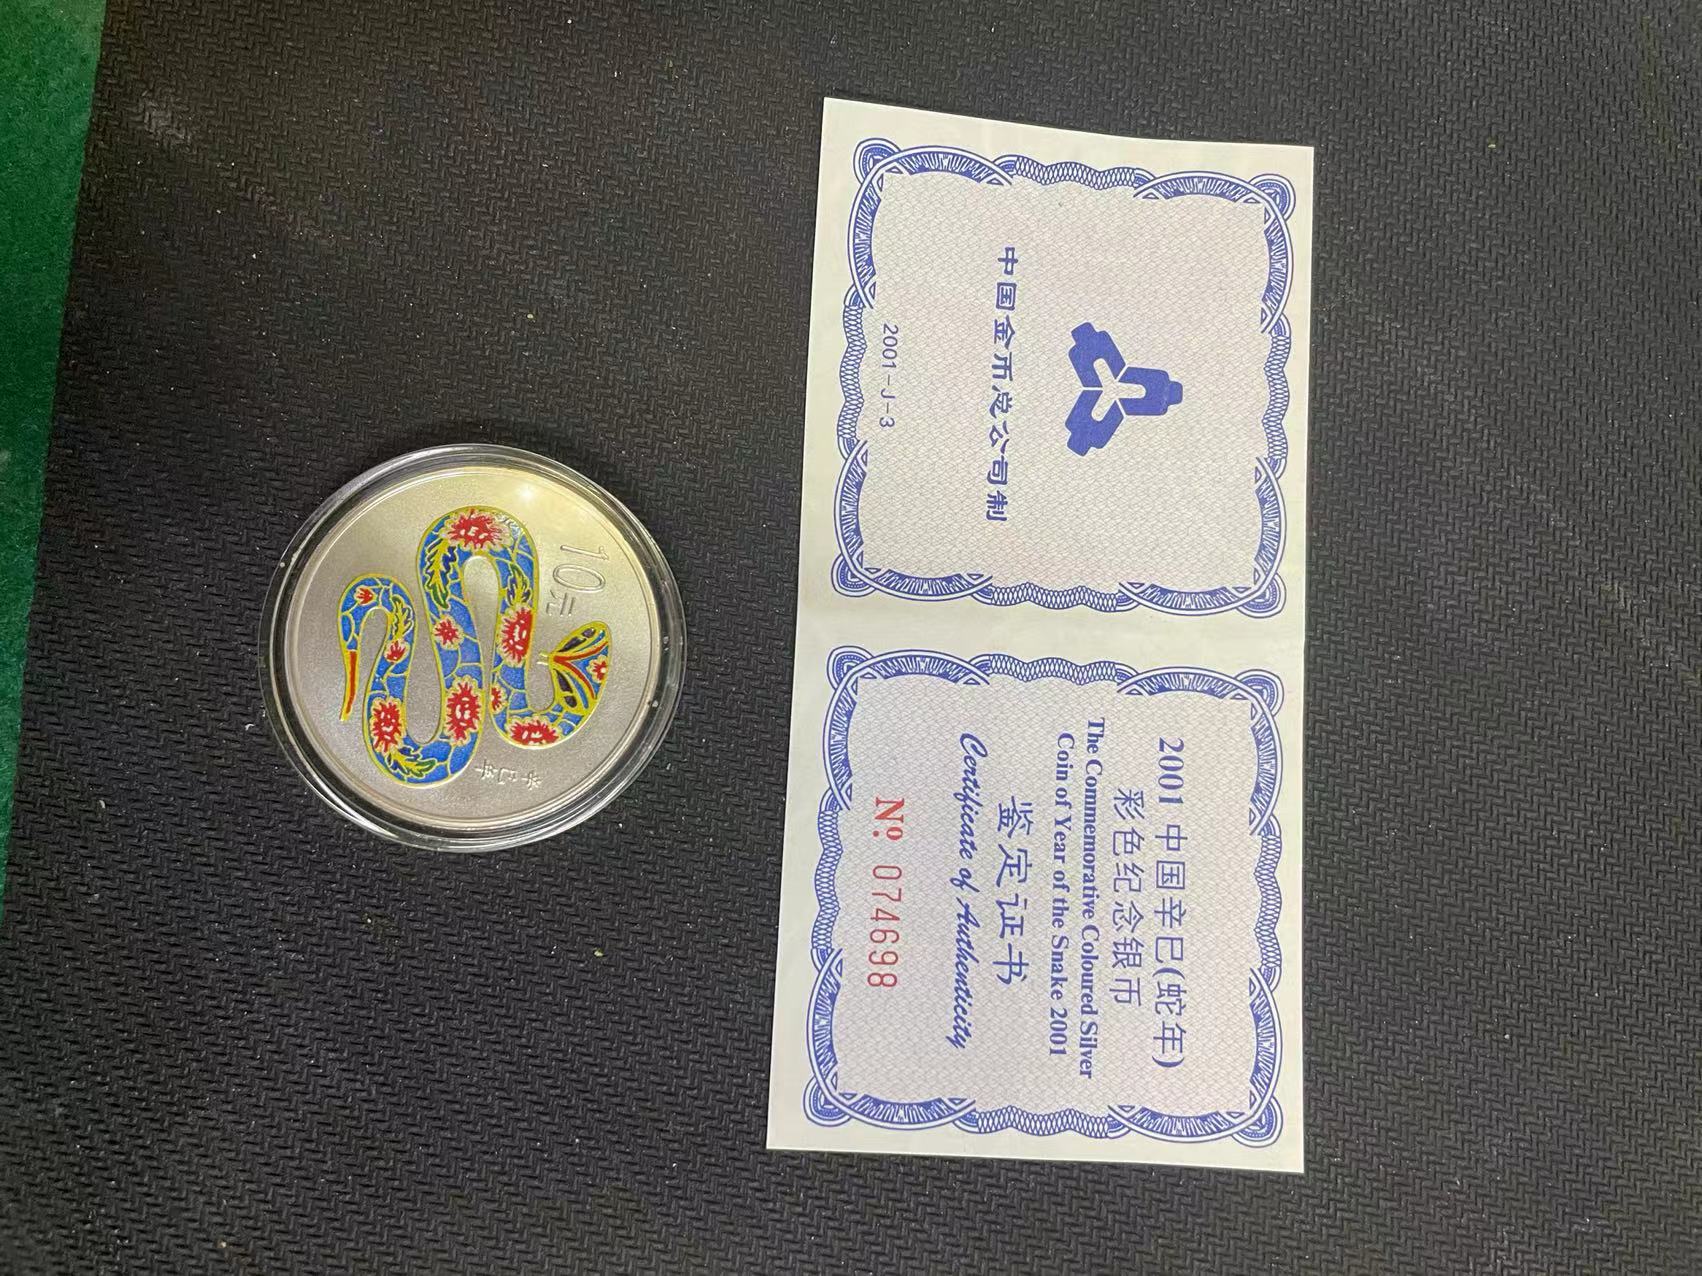 中国金币总公司制
2001-J-3
2001 中国辛巳(蛇年)
彩色纪念银币
The Commemorative Coloured Silver
Coin of Year of the Snake 2001
鉴定证书
Certificate of Authenticity
Nº 074698
10元
辛巳年